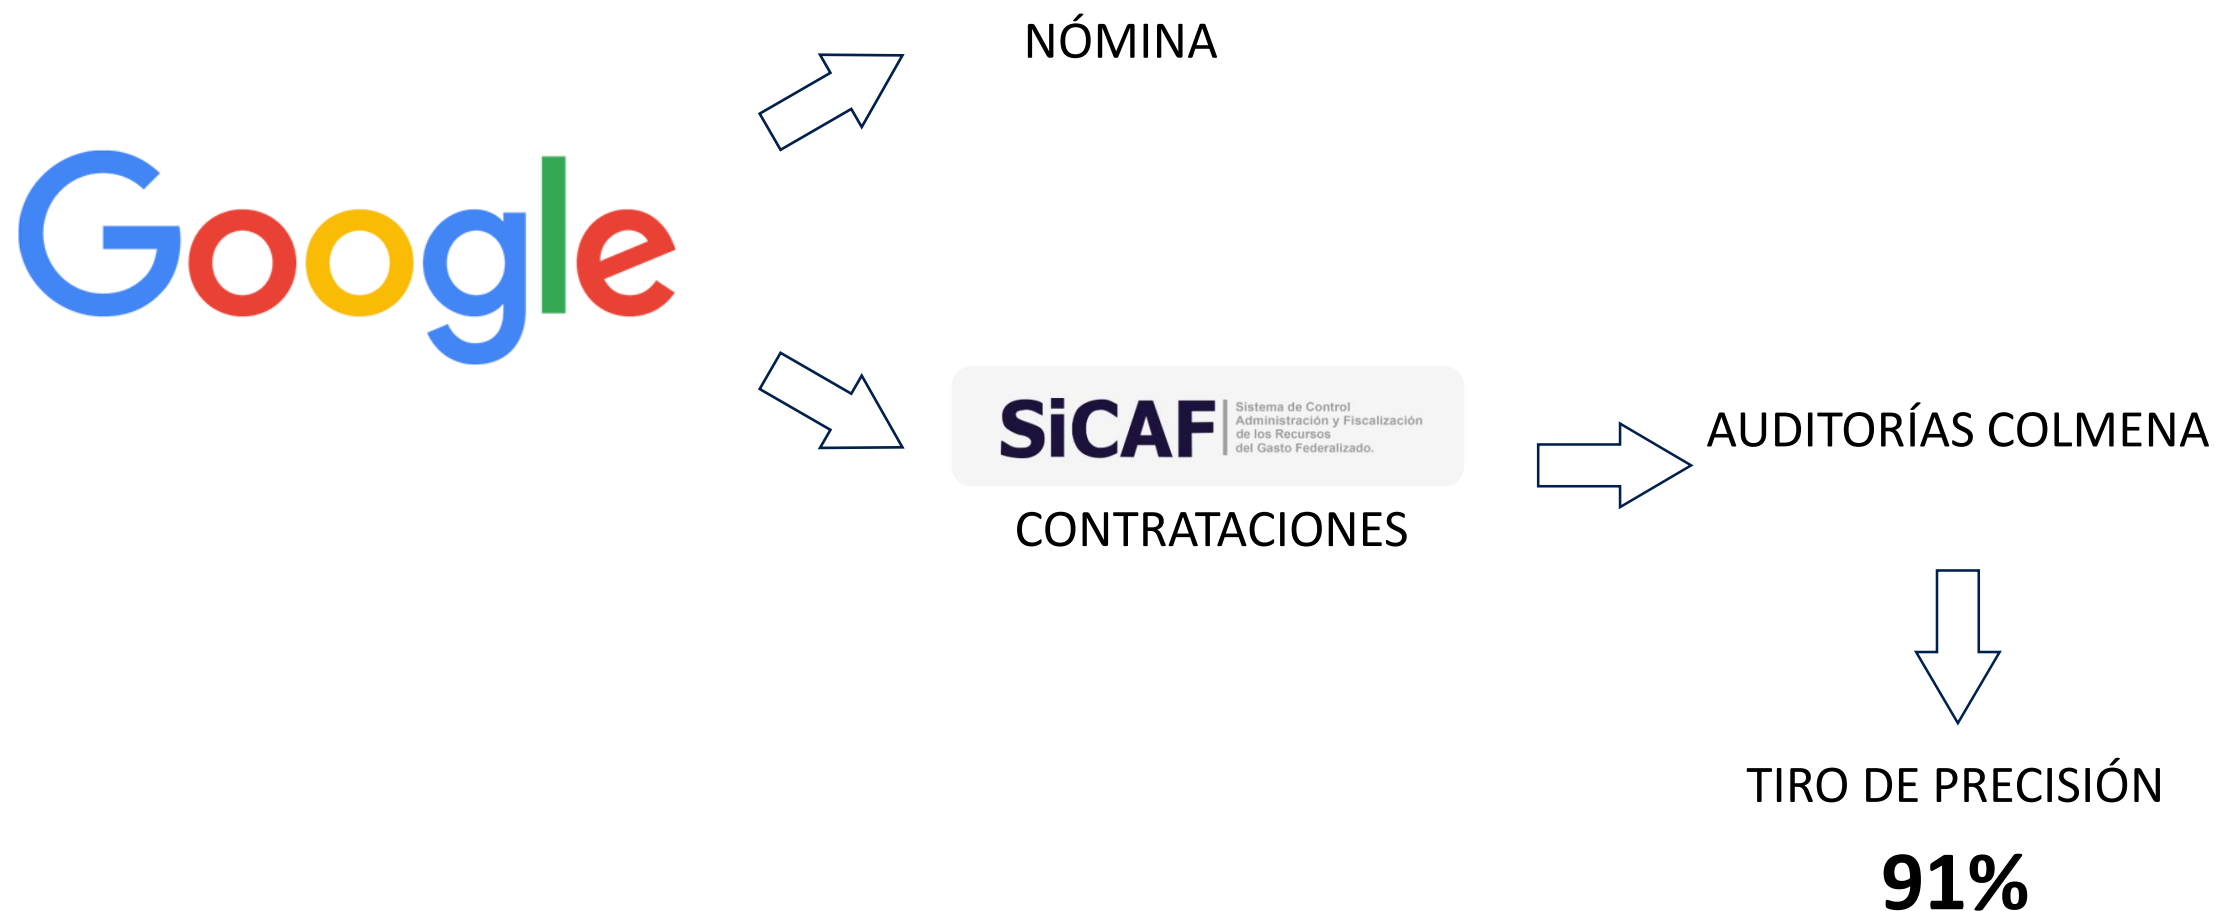 NÓMINA
Google
SiCAF
Sistema de Control
Administración y Fiscalización
de los Recursos
del Gasto Federalizado.
CONTRATACIONES
AUDITORÍAS COLMENA
TIRO DE PRECISIÓN
91%